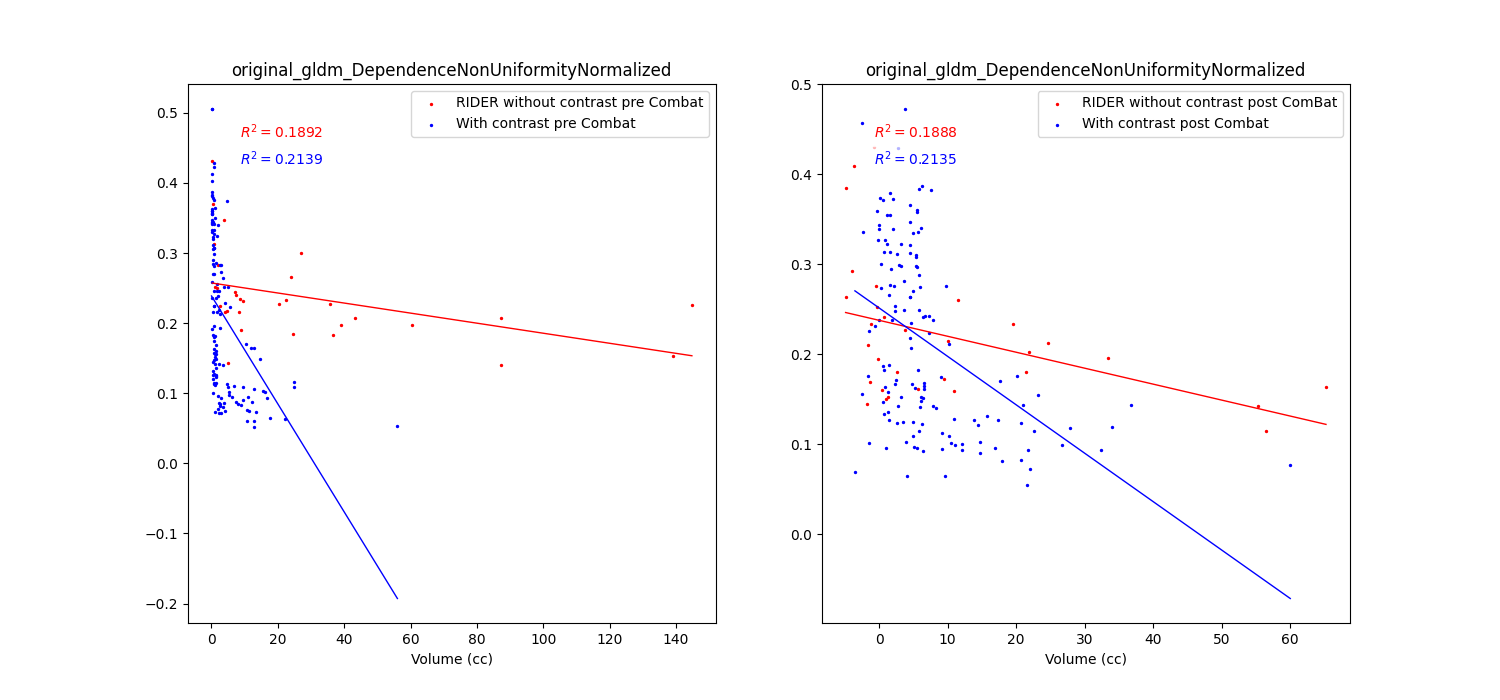 original_gldm_DependenceNonUniformityNormalized
RIDER without contrast pre Combat
With contrast pre Combat
R² = 0.1892
R² = 0.2139
0.5
0.4
0.3
0.2
0.1
0.0
−0.1
−0.2
0 20 40 60 80 100 120 140
Volume (cc)
original_gldm_DependenceNonUniformityNormalized
RIDER without contrast post ComBat
With contrast post Combat
R² = 0.1888
R² = 0.2135
0.5
0.4
0.3
0.2
0.1
0.0
0 10 20 30 40 50 60
Volume (cc)